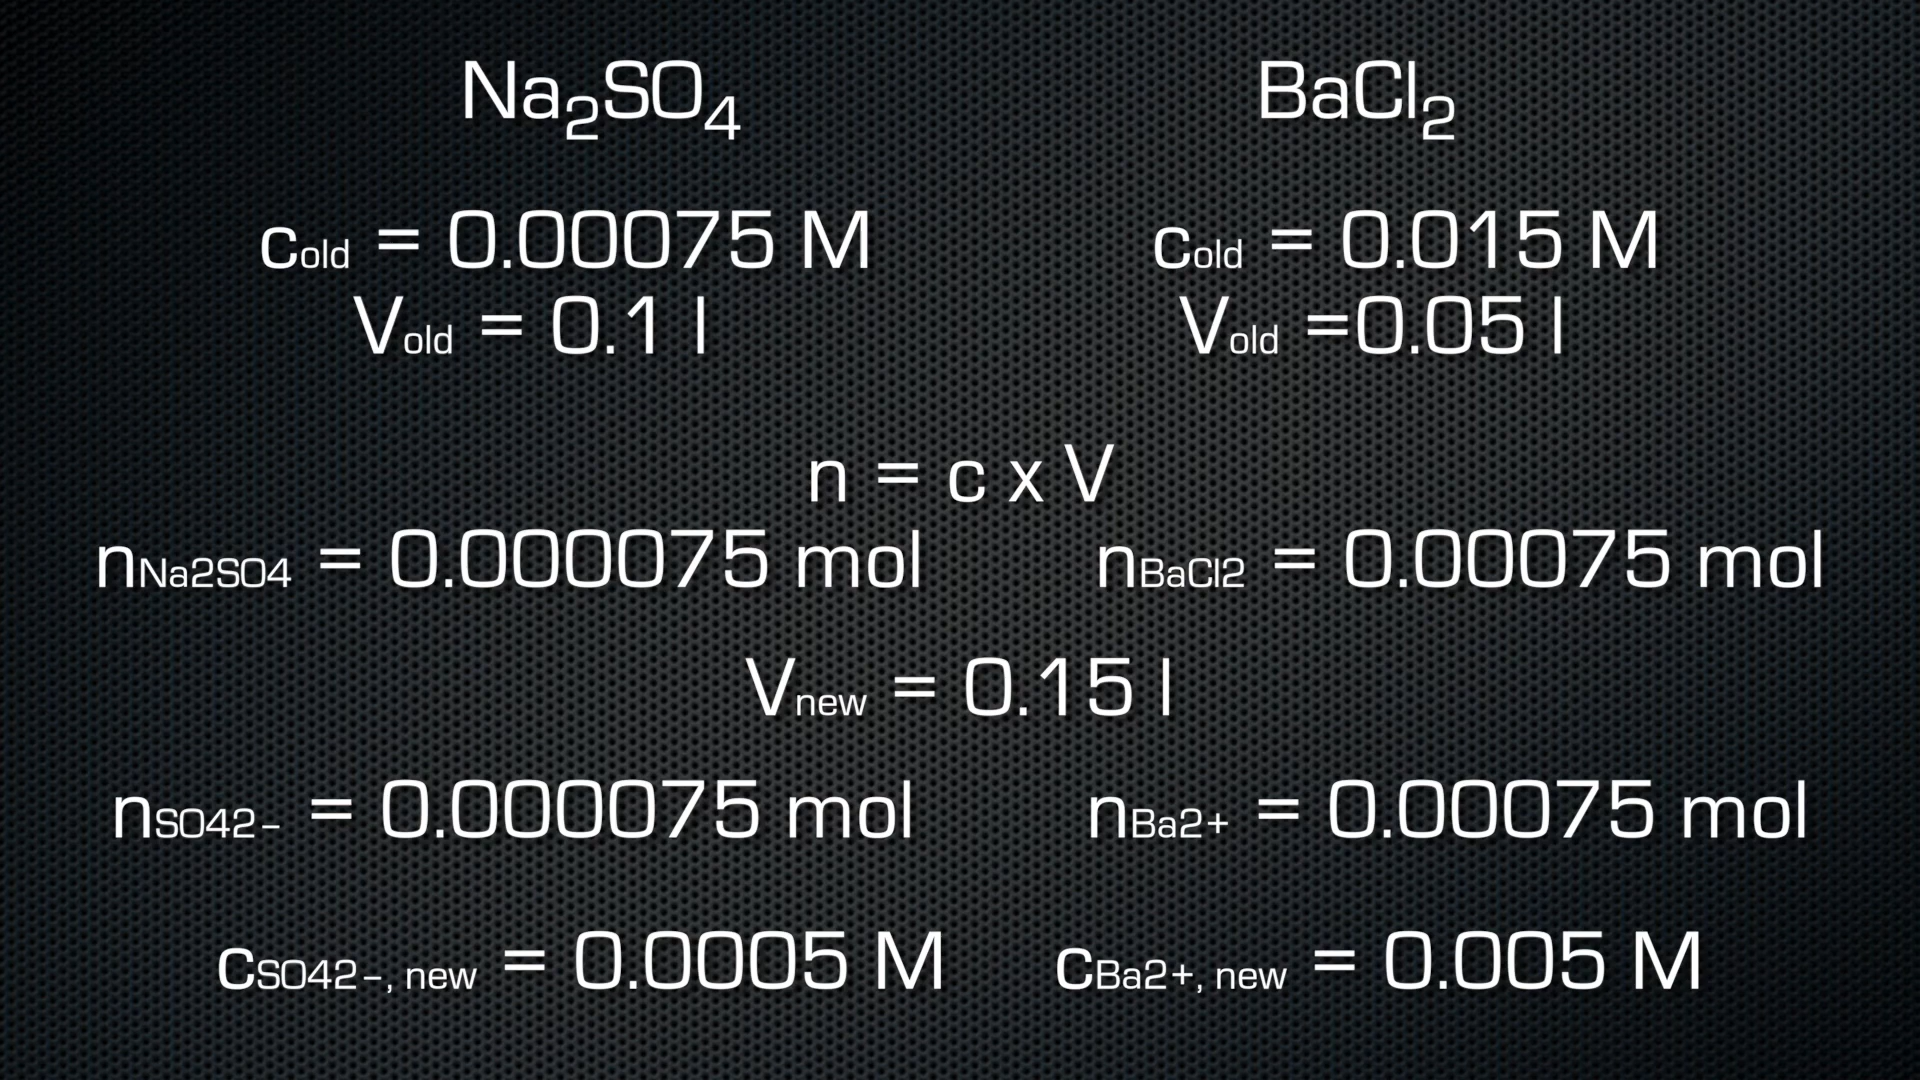 Na₂SO₄ BaCl₂
cold = 0.00075 M cold = 0.015 M
Vold = 0.1 l Vold =0.05 l
n = c x V
nNa2SO4 = 0.000075 mol nBaCl2 = 0.00075 mol
Vnew = 0.15 l
nSO42- = 0.000075 mol nBa2+ = 0.00075 mol
cSO42-, new = 0.0005 M cBa2+, new = 0.005 M